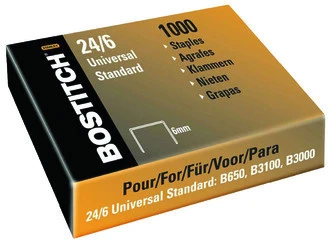 BOSTITCH
24/6
Universal
Standard
1000
Staples
Agrafes
Klammern
Nieten
Grapas
6mm
Pour/For/Für/Voor/Para
24/6 Universal Standard: B650, B3100, B3000